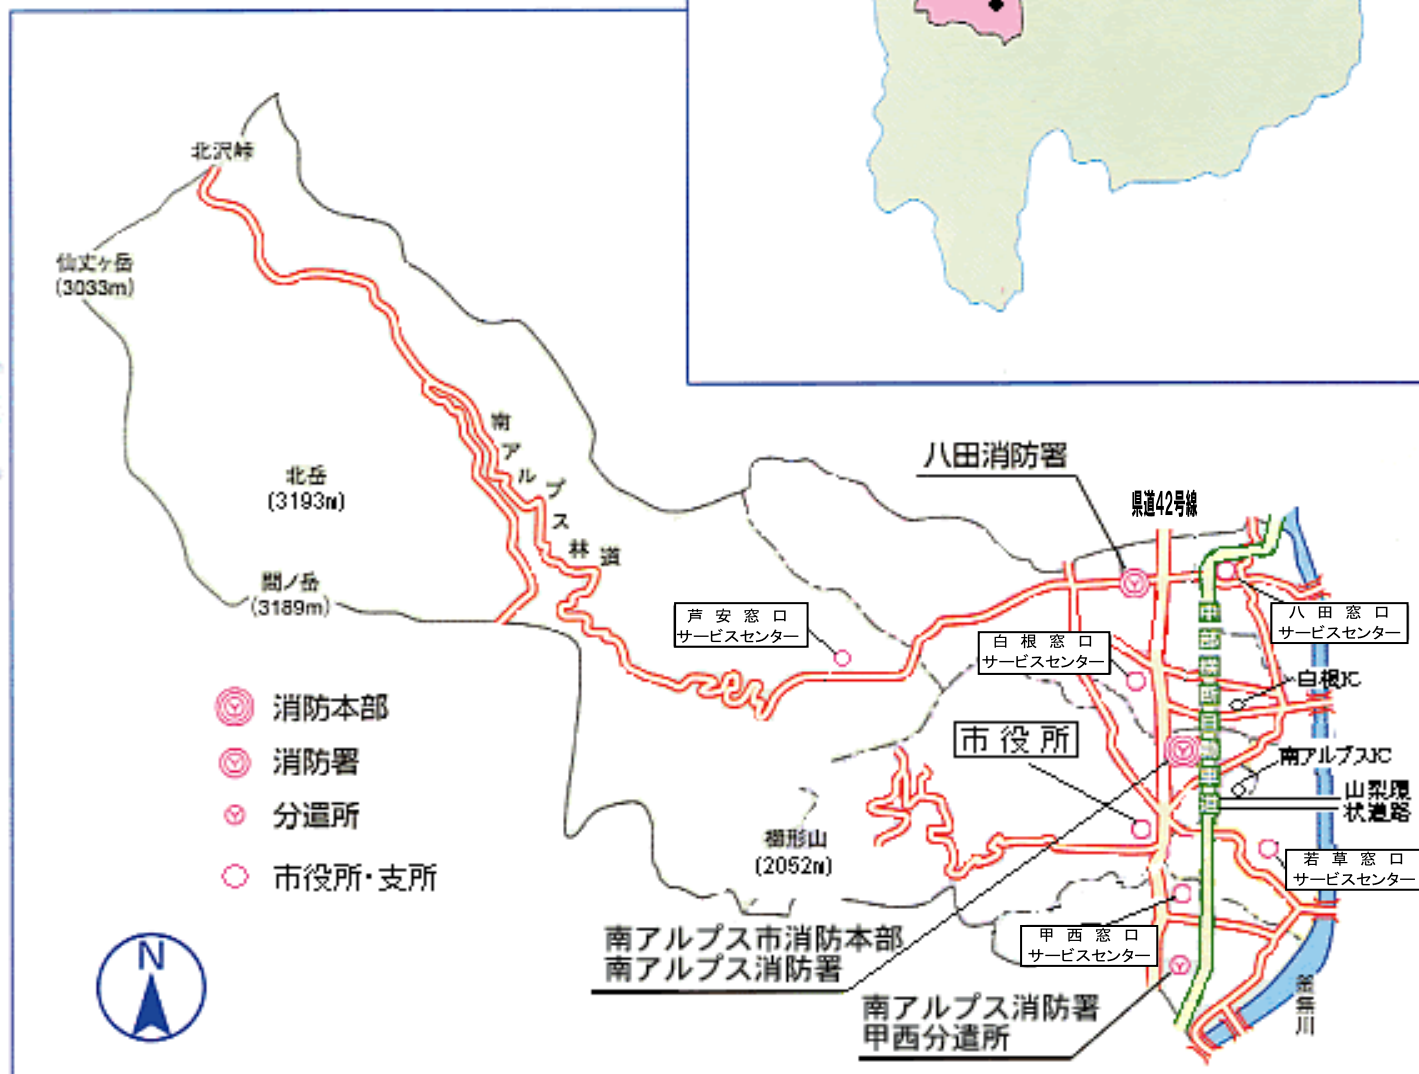 北沢峠
仙丈ヶ岳
(3033m)
北岳
(3193m)
間ノ岳
(3189m)
南アルプス林道
八田消防署
県道42号線
芦安窓口
サービスセンター
白根窓口
サービスセンター
八田窓口
サービスセンター
白根IC
市役所
南アルプスIC
山梨環
状道路
中部横断自動車道
櫛形山
(2052m)
若草窓口
サービスセンター
甲西窓口
サービスセンター
南アルプス市消防本部
南アルプス消防署
南アルプス消防署
甲西分遣所
釜無川
消防本部
消防署
分遣所
市役所・支所
N